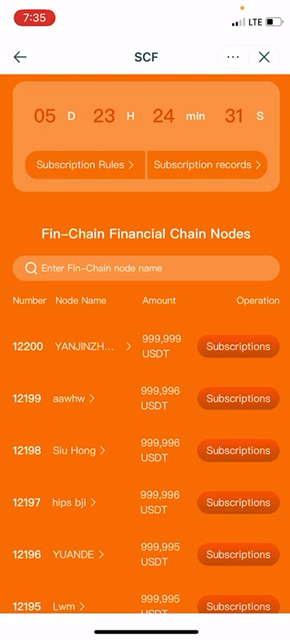 7:35
LTE
SCF
05 D 23 H 24 min 31 S
Subscription Rules > Subscription records >
Fin-Chain Financial Chain Nodes
Enter Fin-Chain node name
Number Node Name Amount Operation
12200 YANJINZH... > 999,999 USDT Subscriptions
12199 aawhw > 999,996 USDT Subscriptions
12198 Siu Hong > 999,996 USDT Subscriptions
12197 hips bji > 999,996 USDT Subscriptions
12196 YUANDE > 999,995 USDT Subscriptions
12195 Lwm > 999,995 USDT Subscriptions